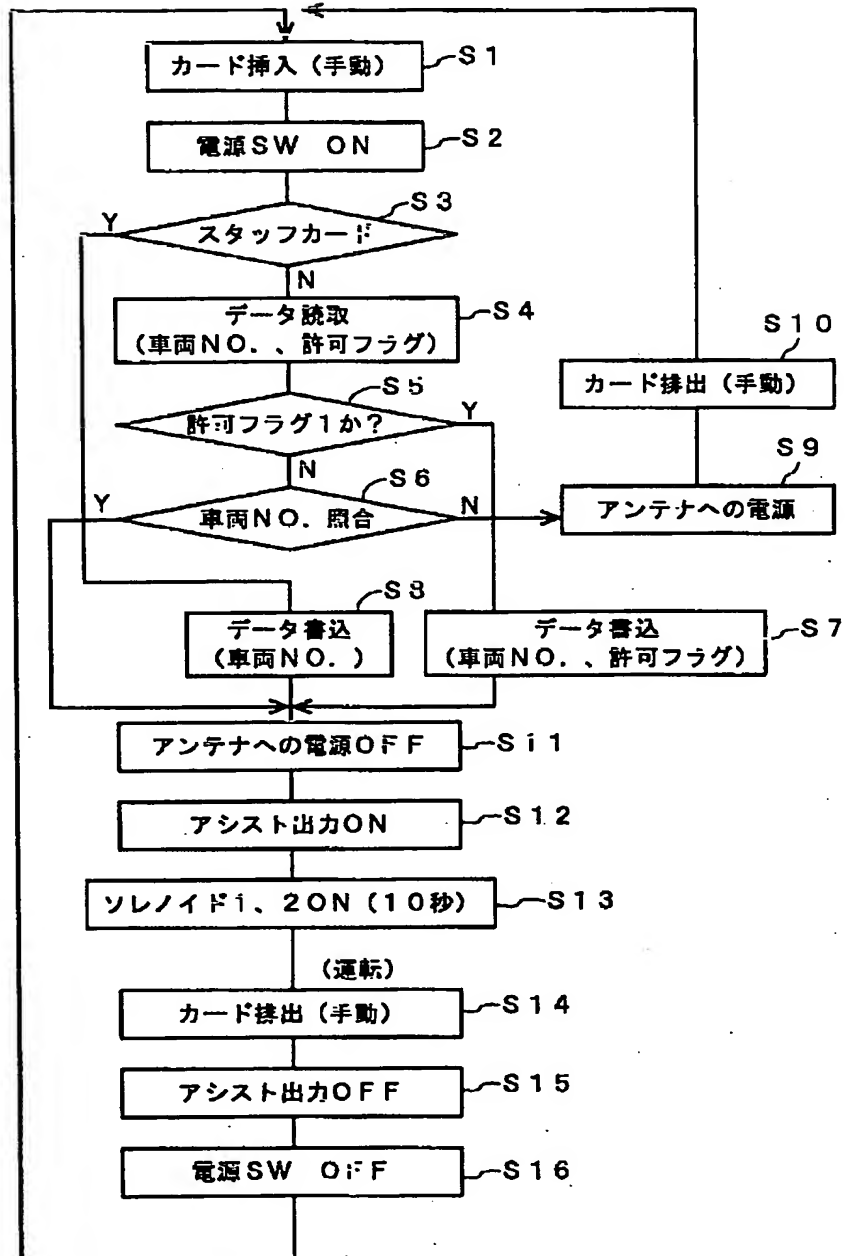 カード挿入（手動） S1
電源SW ON S2
スタッフカード S3
Y
N
データ読取
（車両NO.、許可フラグ） S4
許可フラグ1か? S5
Y
N
車両NO.照合 S6
Y
N
カード排出（手動） S10
アンテナへの電源 S9
データ書込
（車両NO.） S8
データ書込
（車両NO.、許可フラグ） S7
アンテナへの電源OFF Si1
アシスト出力ON S12
ソレノイドi、2ON（10秒） S13
（運転）
カード排出（手動） S14
アシスト出力OFF S15
電源SW OFF S16